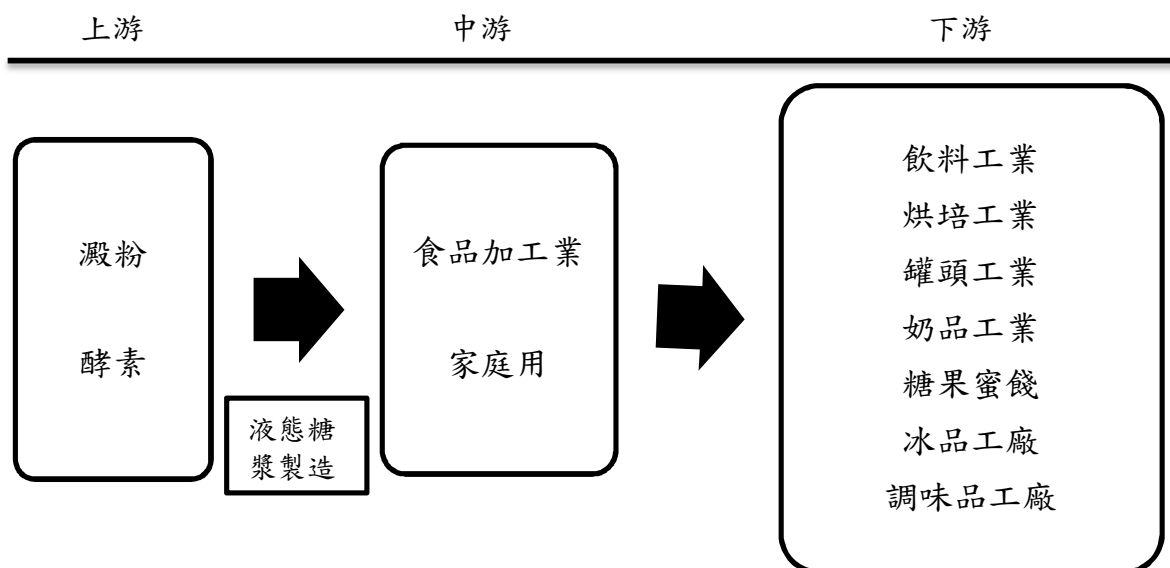 上游
中游
下游
澱粉
酵素
液態糖
漿製造
食品加工業
家庭用
飲料工業
烘培工業
罐頭工業
奶品工業
糖果蜜餞
冰品工廠
調味品工廠